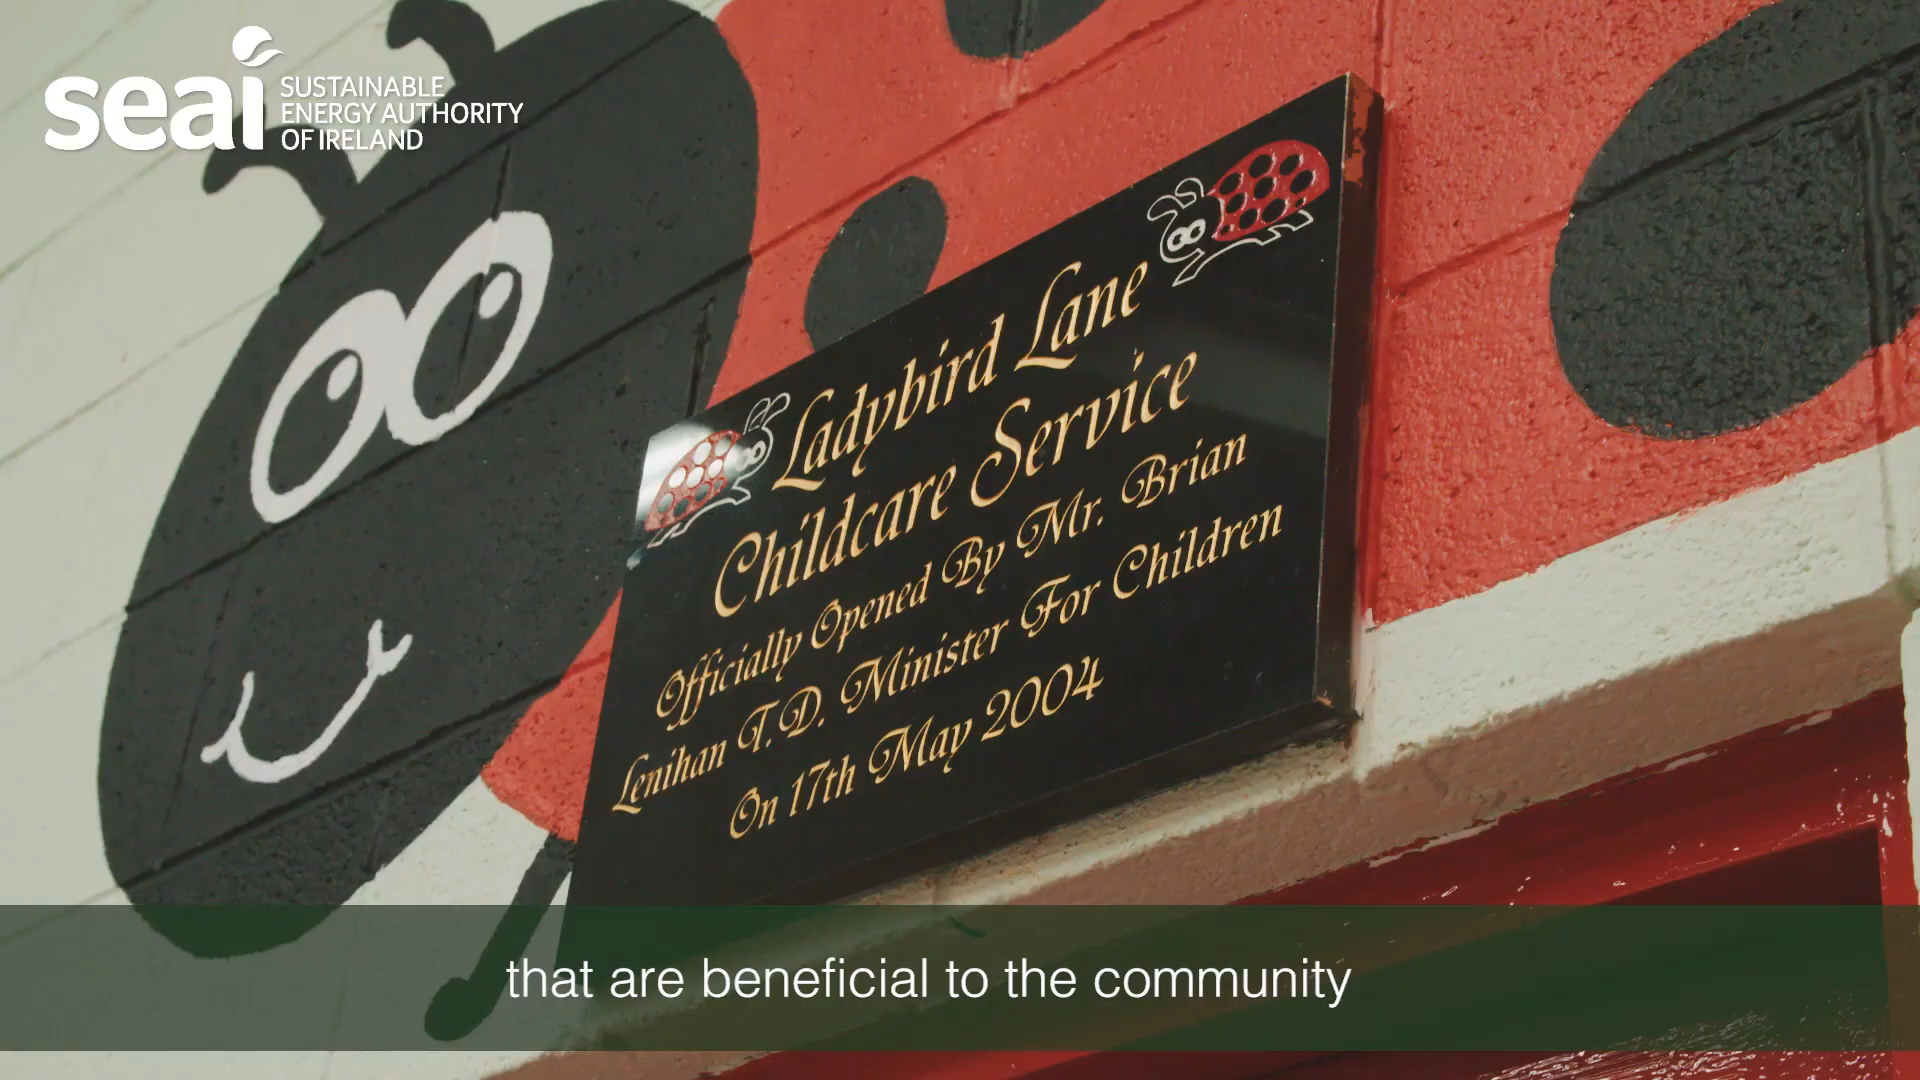 seai
SUSTAINABLE
ENERGY AUTHORITY
OF IRELAND
Ladybird Lane
Childcare Service
Officially Opened By Mr. Brian
Lenihan T.D. Minister For Children
On 17th May 2004
that are beneficial to the community